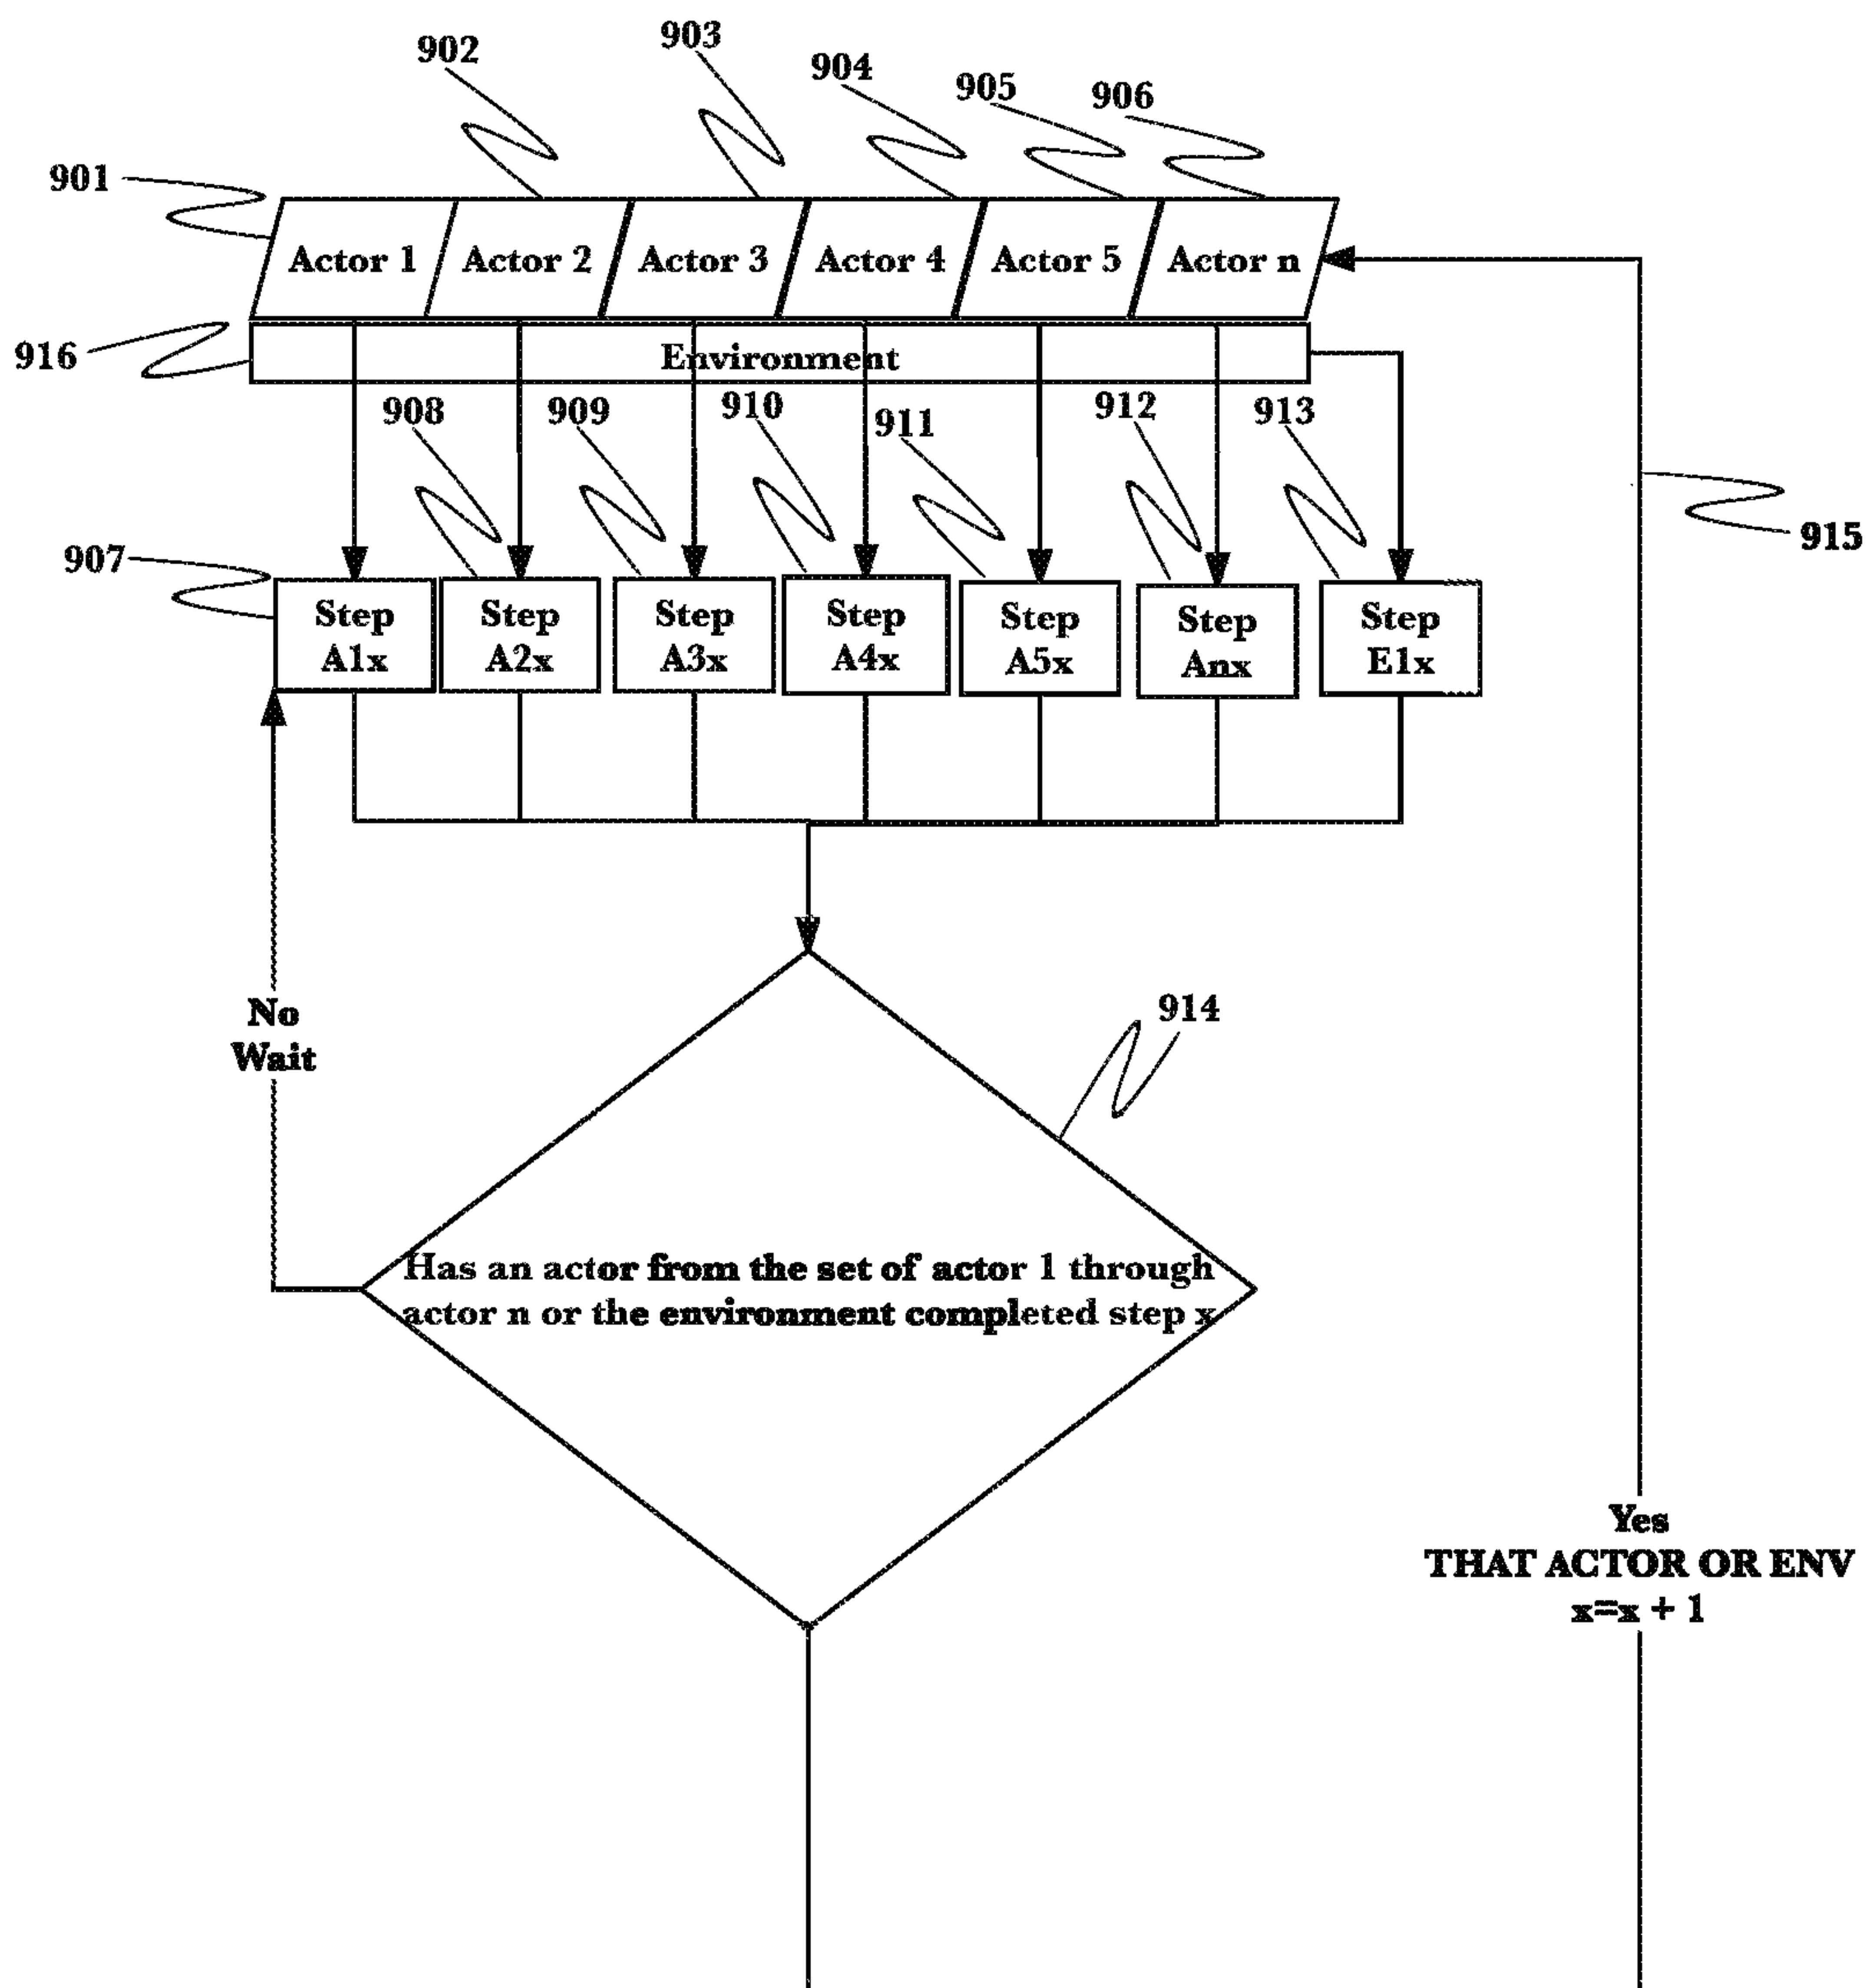 902
903
904
905
906
901
Actor 1
Actor 2
Actor 3
Actor 4
Actor 5
Actor n
916
Environment
908
909
910
911
912
913
915
907
Step
A1x
Step
A2x
Step
A3x
Step
A4x
Step
A5x
Step
Anx
Step
E1x
No
Wait
914
Has an actor from the set of actor 1 through
actor n or the environment completed step x
Yes
THAT ACTOR OR ENV
x=x + 1